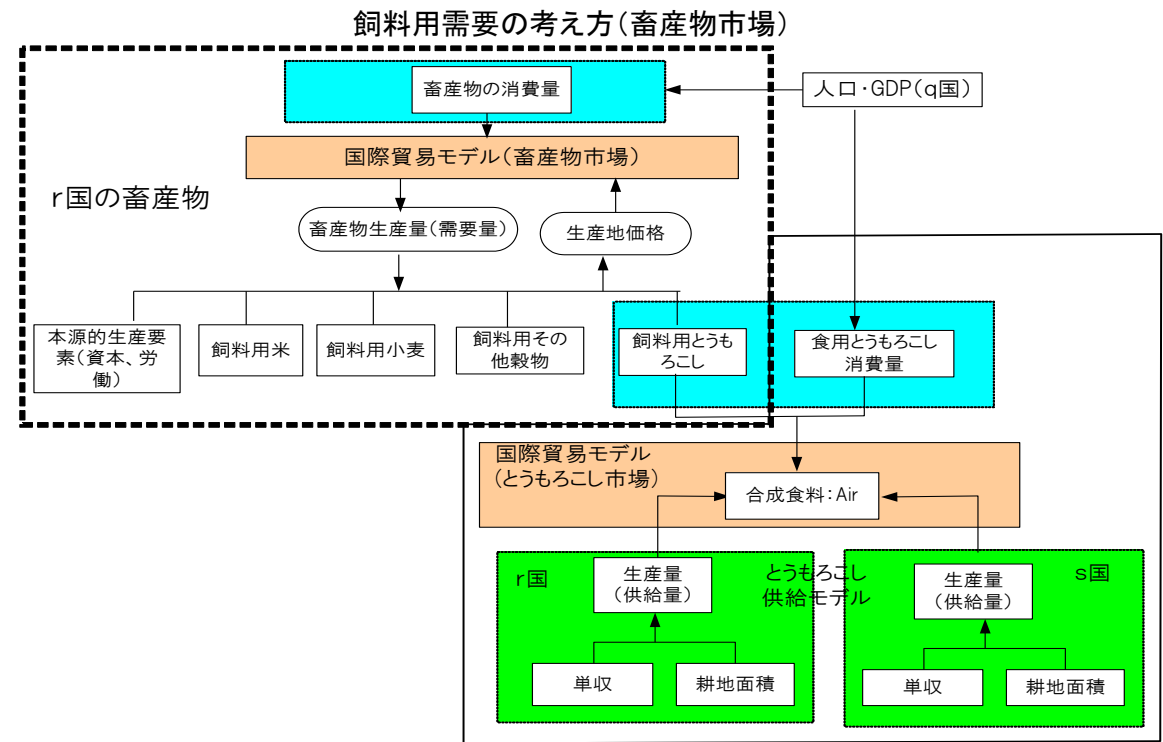 飼料用需要の考え方(畜産物市場)
畜産物の消費量
人口・GDP(q国)
国際貿易モデル(畜産物市場)
r国の畜産物
畜産物生産量(需要量)
生産地価格
本源的生産要
素(資本、労
働)
飼料用米
飼料用小麦
飼料用その
他穀物
飼料用とうも
ろこし
食用とうもろこし
消費量
国際貿易モデル
(とうもろこし市場)
合成食料:Air
r国
生産量
(供給量)
とうもろこし
供給モデル
s国
生産量
(供給量)
単収
耕地面積
単収
耕地面積